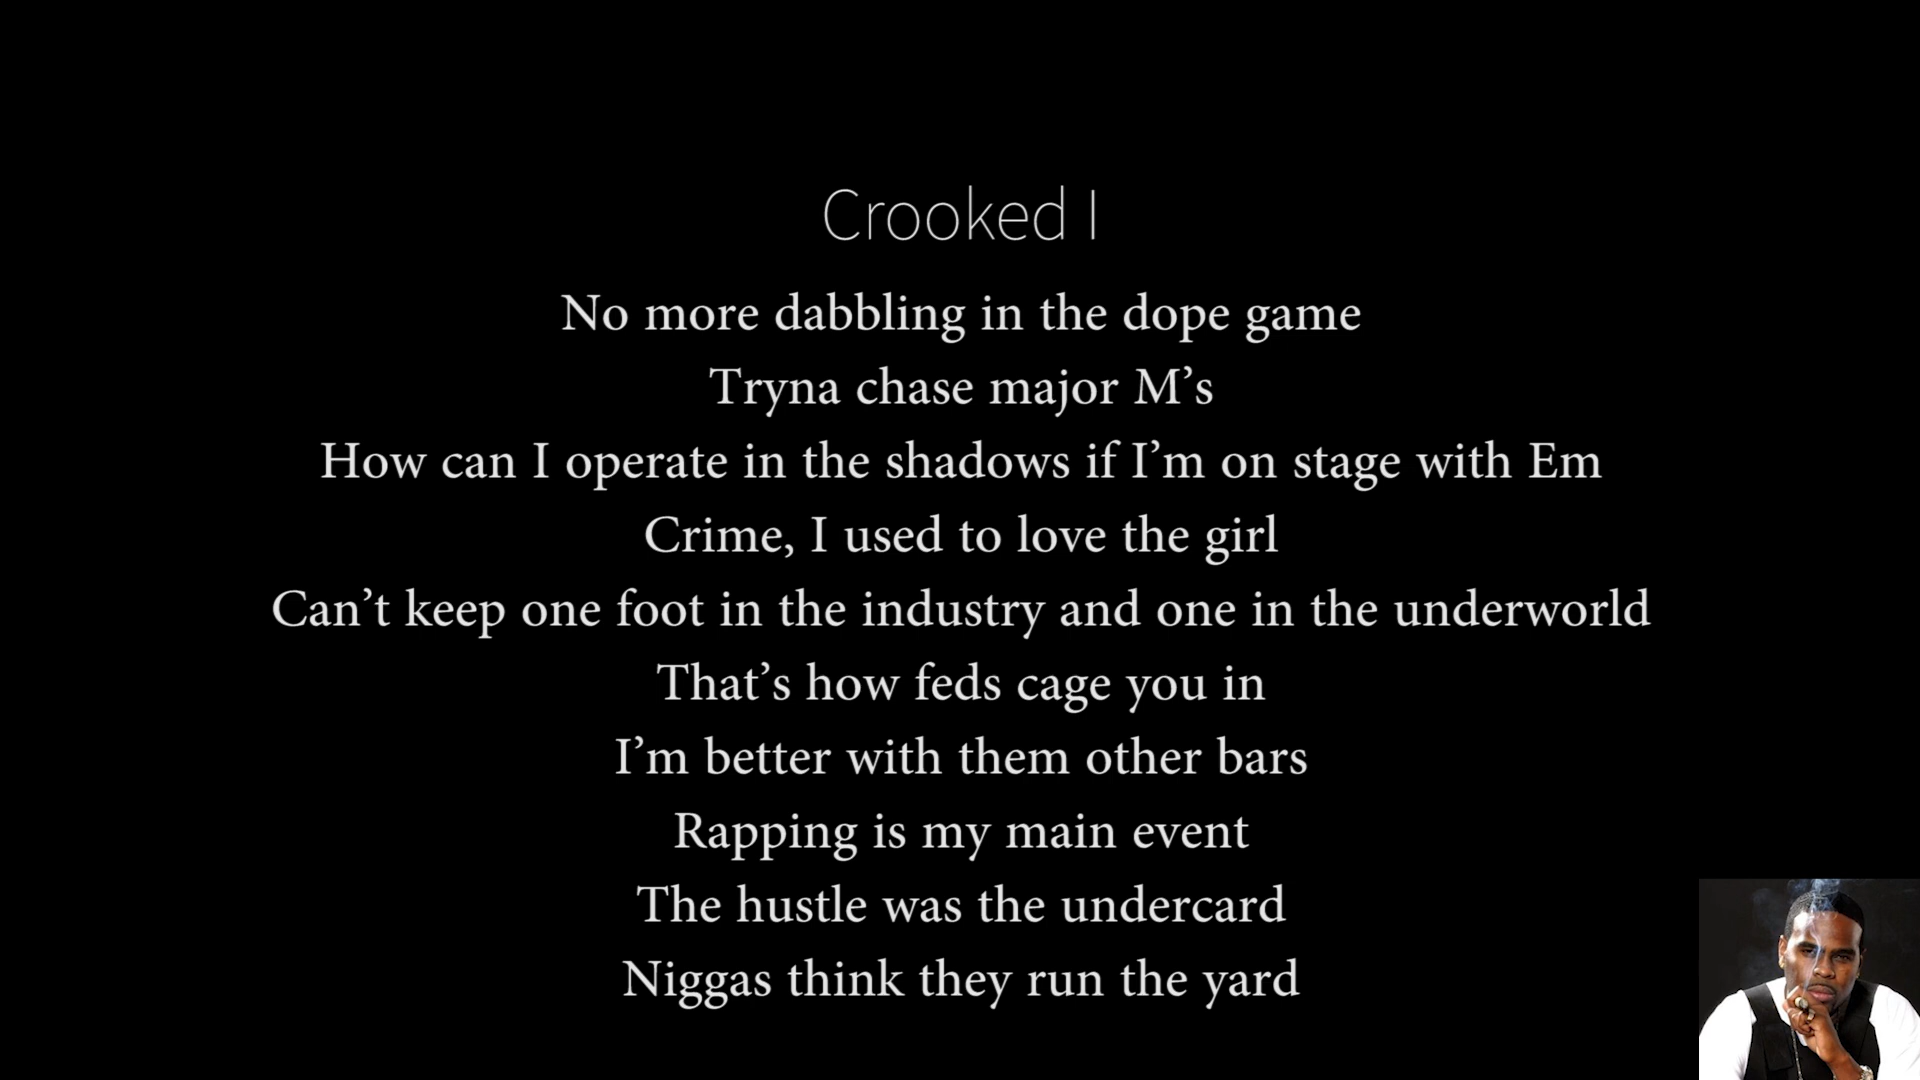 Crooked I
No more dabbling in the dope game
Tryna chase major M’s
How can I operate in the shadows if I’m on stage with Em
Crime, I used to love the girl
Can’t keep one foot in the industry and one in the underworld
That’s how feds cage you in
I’m better with them other bars
Rapping is my main event
The hustle was the undercard
Niggas think they run the yard